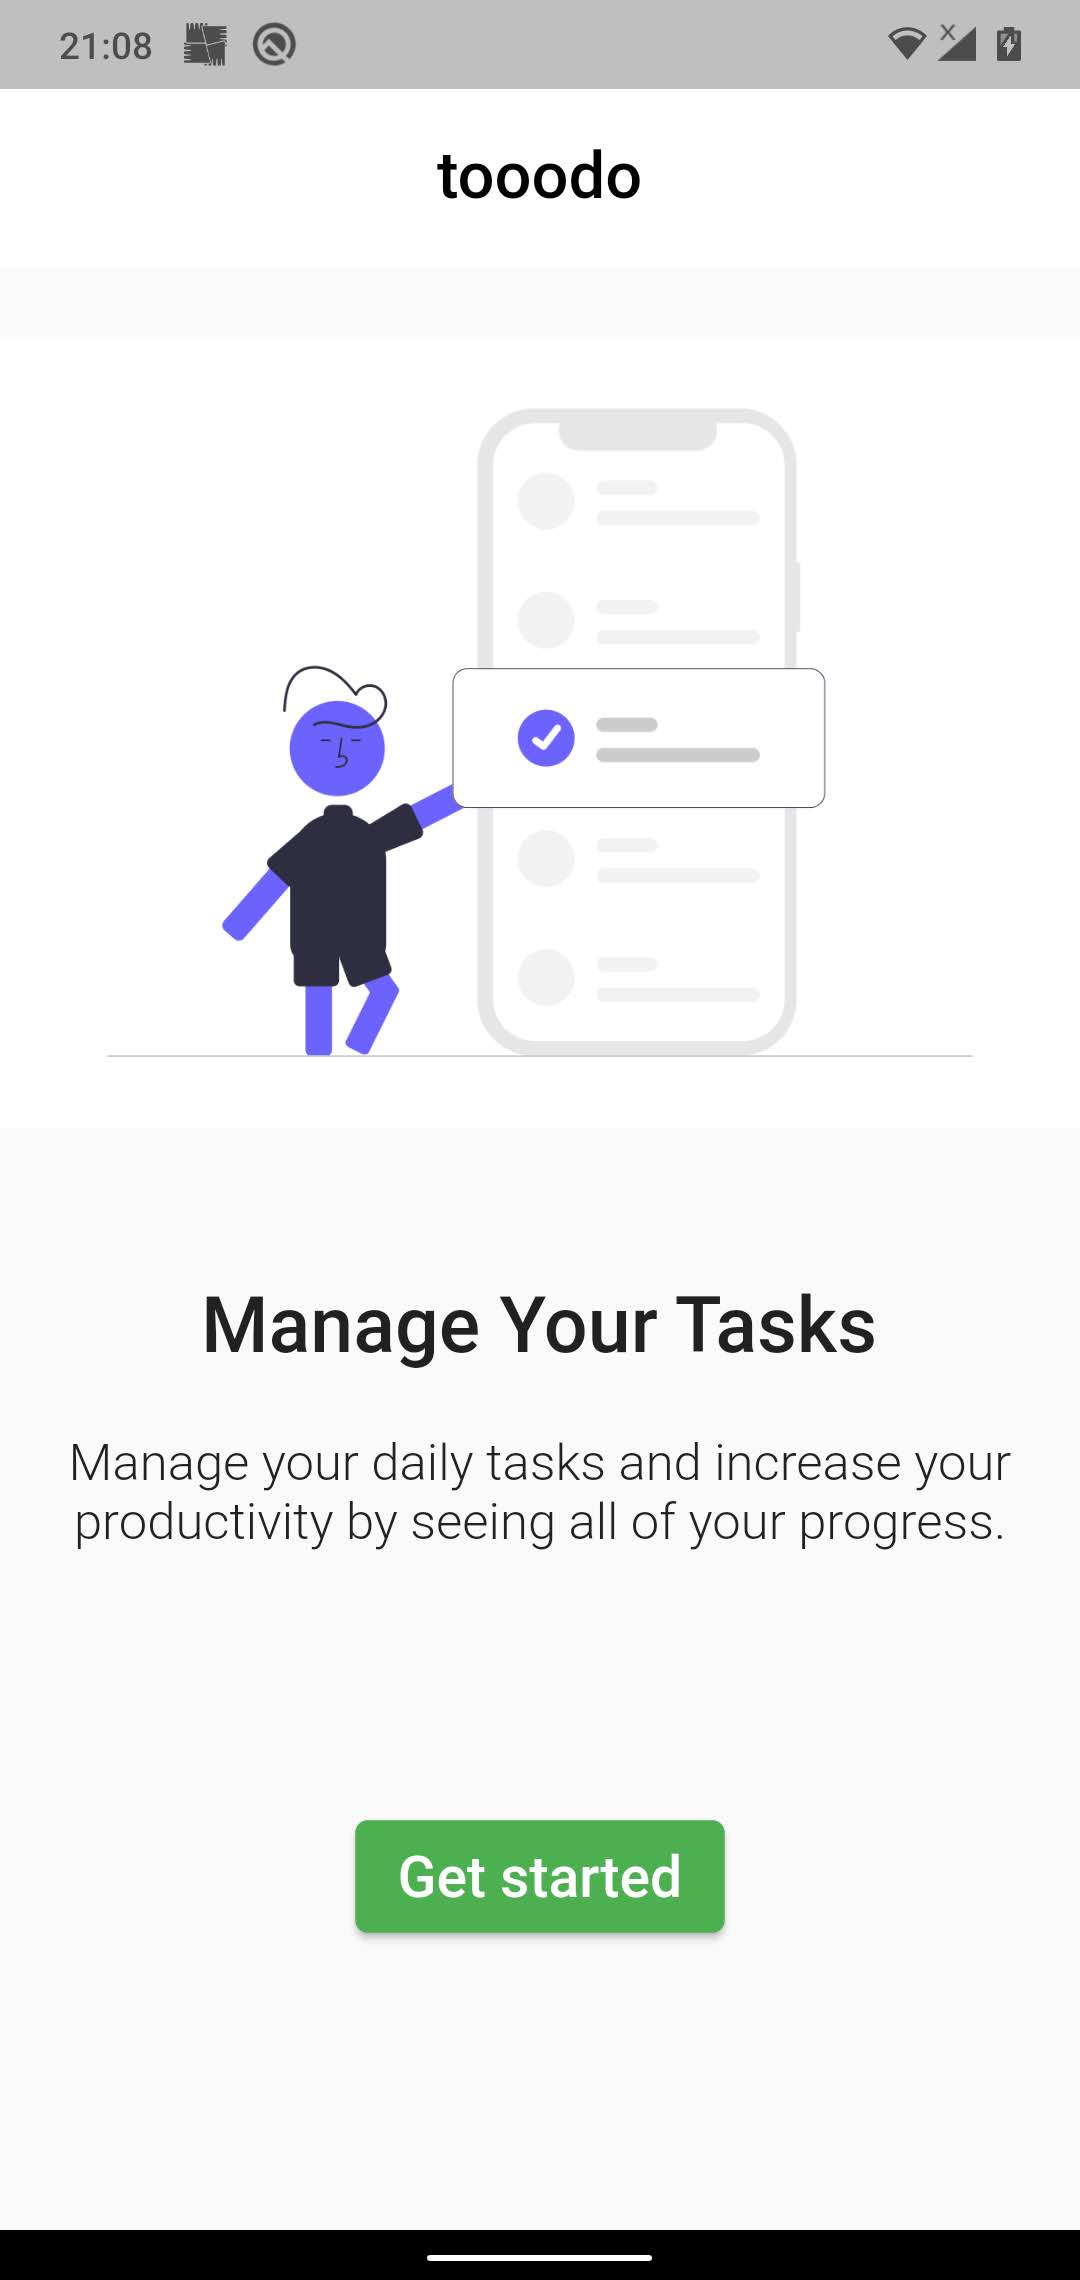 21:08
tooodo
Manage Your Tasks
Manage your daily tasks and increase your
productivity by seeing all of your progress.
Get started